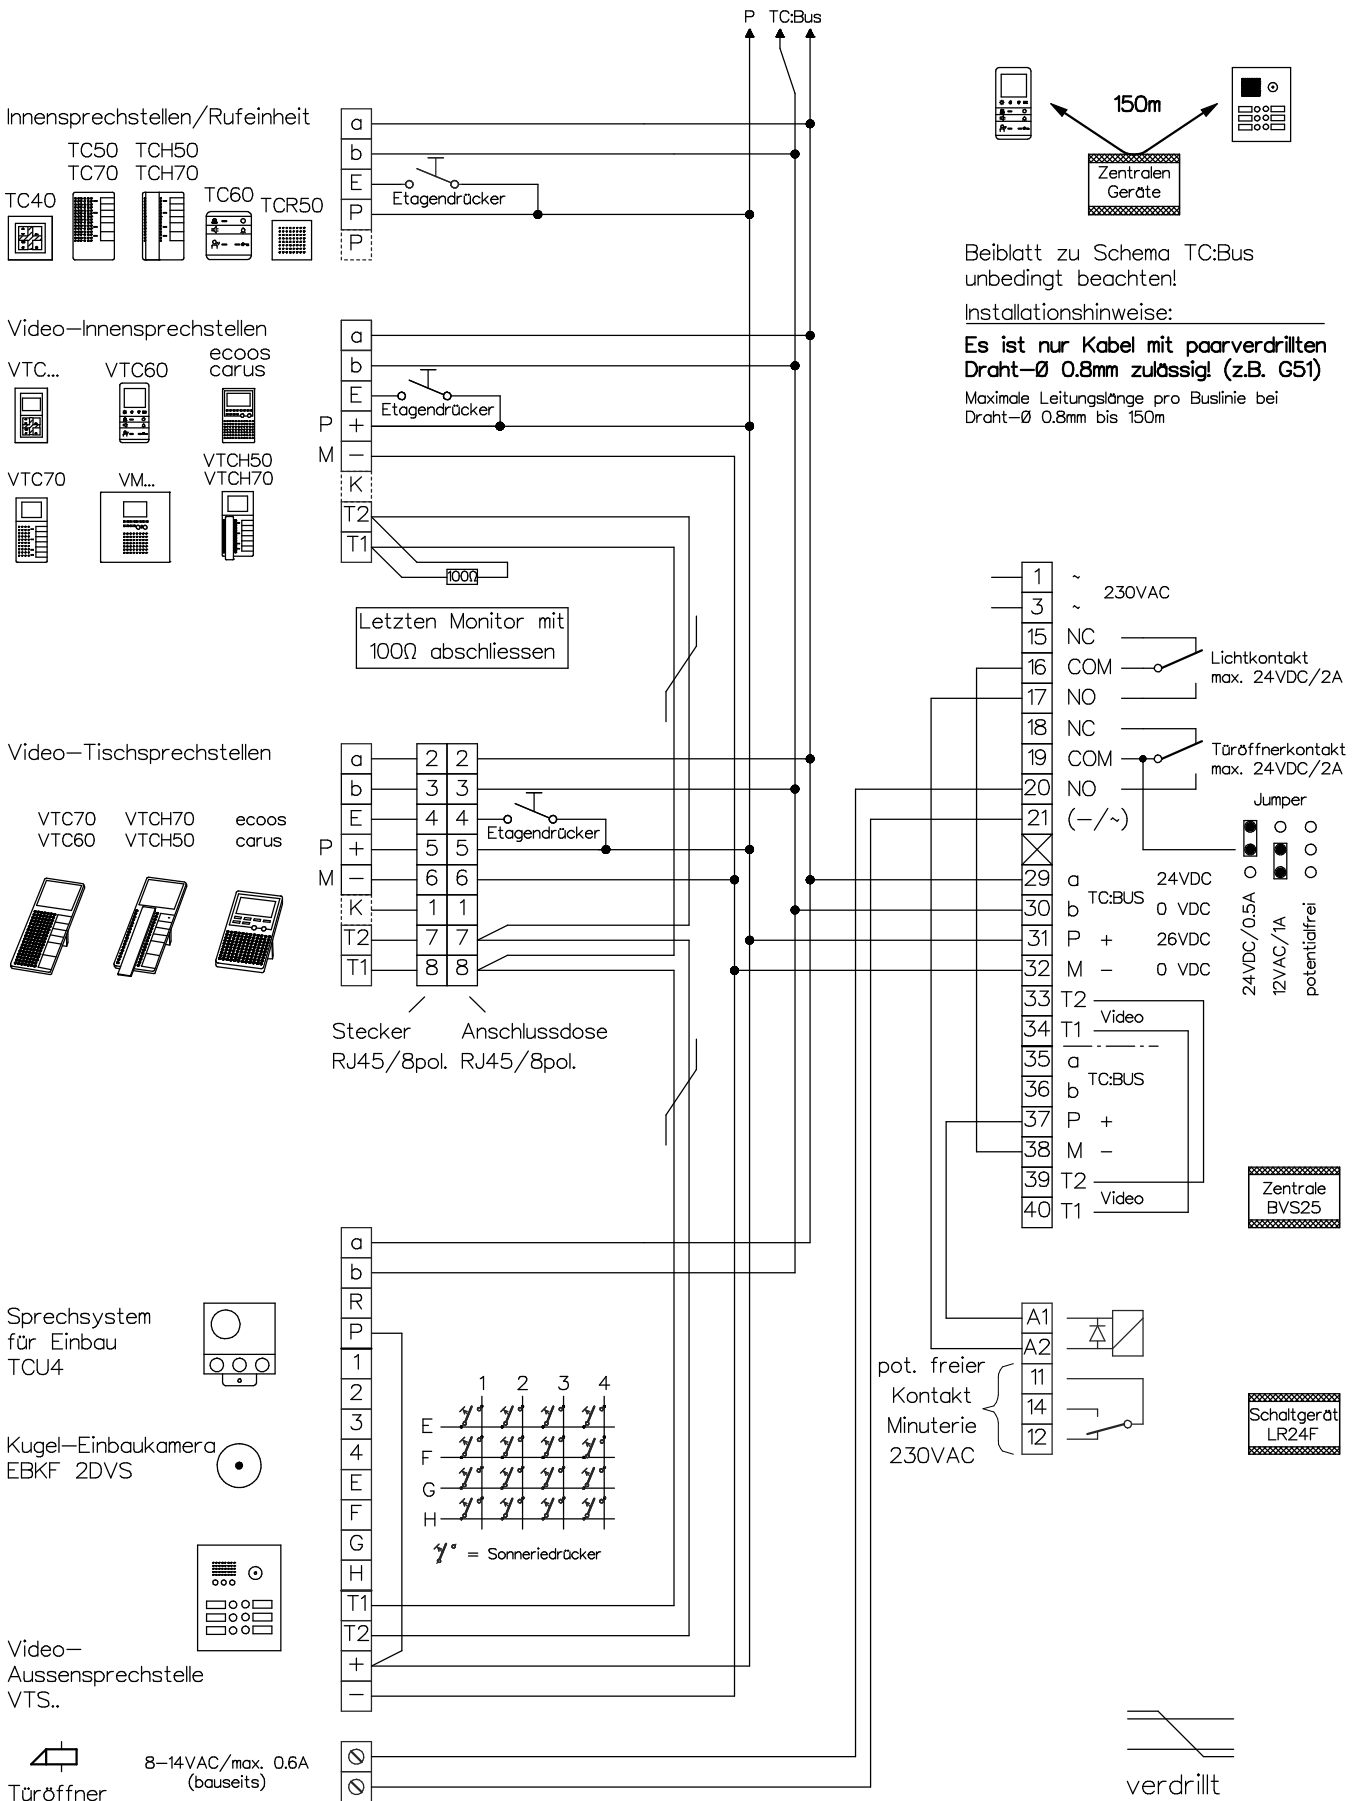 P TC:Bus
Innensprechstellen/Rufeinheit
TC50 TCH50
TC70 TCH70
TC40 TC60 TCR50
a
b
E
P
P
Etagendrücker
150m
Zentralen
Geräte
Beiblatt zu Schema TC:Bus
unbedingt beachten!
Installationshinweise:
Es ist nur Kabel mit paarverdrillten
Draht-Ø 0.8mm zulässig! (z.B. G51)
Maximale Leitungslänge pro Buslinie bei
Draht-Ø 0.8mm bis 150m
Video-Innensprechstellen
VTC... VTC60 ecoos
carus
VTC70 VM... VTCH50
VTCH70
a
b
E
P +
M -
K
T2
T1
Etagendrücker
100Ω
Letzten Monitor mit
100Ω abschliessen
Video-Tischsprechstellen
VTC70 VTCH70 ecoos
VTC60 VTCH50 carus
a 2 2
b 3 3
E 4 4
P + 5 5
M - 6 6
K 1 1
T2 7 7
T1 8 8
Etagendrücker
Stecker Anschlussdose
RJ45/8pol. RJ45/8pol.
1 ~
230VAC
3 ~
15 NC
16 COM
17 NO
Lichtkontakt
max. 24VDC/2A
18 NC
19 COM
20 NO
Türöffnerkontakt
max. 24VDC/2A
21 (-/~)
Jumper
24VDC/0.5A
12VAC/1A
potentialfrei
29 a 24VDC
TC:BUS
30 b 0 VDC
31 P + 26VDC
32 M - 0 VDC
33 T2
Video
34 T1
35 a
TC:BUS
36 b
37 P +
38 M -
39 T2
Video
40 T1
Zentrale
BVS25
A1
A2
11
14
12
pot. freier
Kontakt
Minuterie
230VAC
Schaltgerät
LR24F
Sprechsystem
für Einbau
TCU4
Kugel-Einbaukamera
EBKF 2DVS
Video-
Aussensprechstelle
VTS..
a
b
R
P
1
2
3
4
E
F
G
H
T1
T2
+
-
1 2 3 4
E
F
G
H
= Sonneriedrücker
Türöffner
8-14VAC/max. 0.6A
(bauseits)
verdrillt